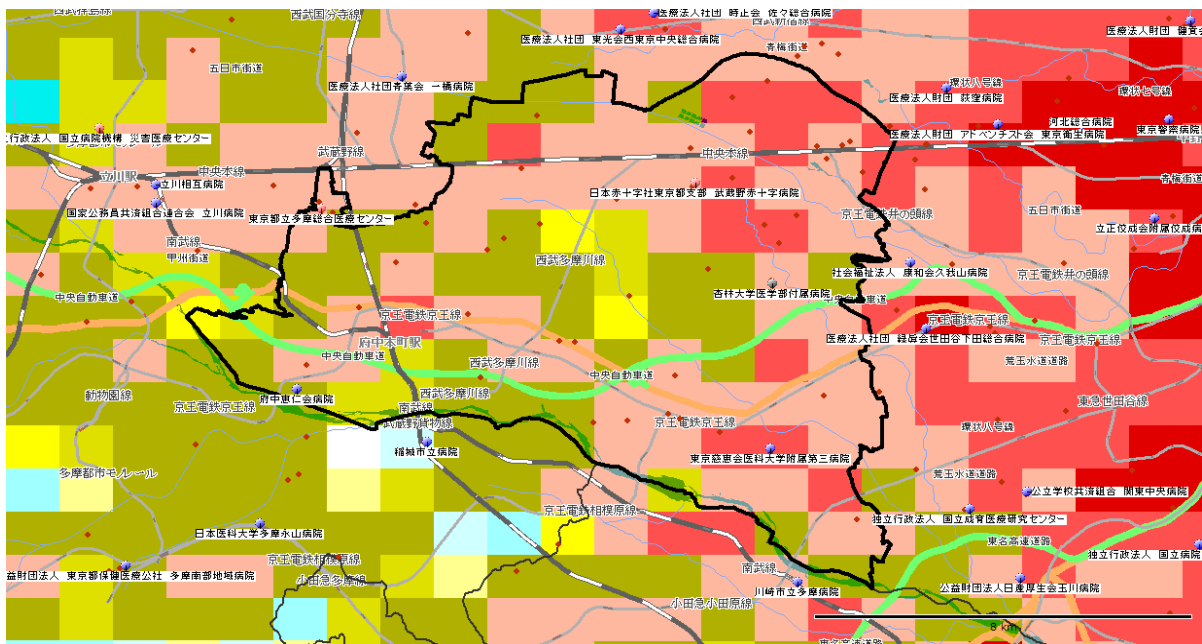 西武拝島線
西武国分寺線
医療法人社団 時正会 佐々総合病院
西武新宿線
医療法人社団 東光会西東京中央総合病院
医療法人財団 健貢会
青梅街道
五日市街道
医療法人社団青葉会 一橋病院
環状八号線
環状七号線
医療法人財団 荻窪病院
河北総合病院
東京警察病院
立行政法人 国立病院機構 災害医療センター
医療法人財団 アドベンチスト会 東京衛生病院
武蔵野線
中央本線
中央本線
立川駅
立川相互病院
日本赤十字社東京都支部 武蔵野赤十字病院
青梅街道
国家公務員共済組合連合会 立川病院
東京都立多摩総合医療センター
京王電鉄井の頭線
五日市街道
立正佼成会附属佼成病
南武線
甲州街道
西武多摩川線
社会福祉法人 康和会久我山病院
京王電鉄井の頭線
中央自動車道
杏林大学医学部付属病院
中央自動車道
京王電鉄京王線
京王電鉄京王線
府中本町駅
医療法人社団 緑眞会世田谷下田総合病院
京王電鉄京王線
中央自動車道
西武多摩川線
荒玉水道道路
中央自動車道
動物園線
府中恵仁会病院
西武多摩川線
京王電鉄京王線
南武線
東急世田谷線
武蔵野貨物線
京王電鉄京王線
環状八号線
稲城市立病院
東京慈恵会医科大学附属第三病院
多摩都市モノレール
荒玉水道道路
公立学校共済組合 関東中央病院
京王電鉄相模原線
独立行政法人 国立成育医療研究センター
日本医科大学多摩永山病院
東名高速道路
独立行政法人 国立病院
京王電鉄相模原線
益財団法人 東京都保健医療公社 多摩南部地域病院
小田急多摩線
南武線
川崎市立多摩病院
公益財団法人日産厚生会玉川病院
小田急小田原線
8 km
東名高速道路